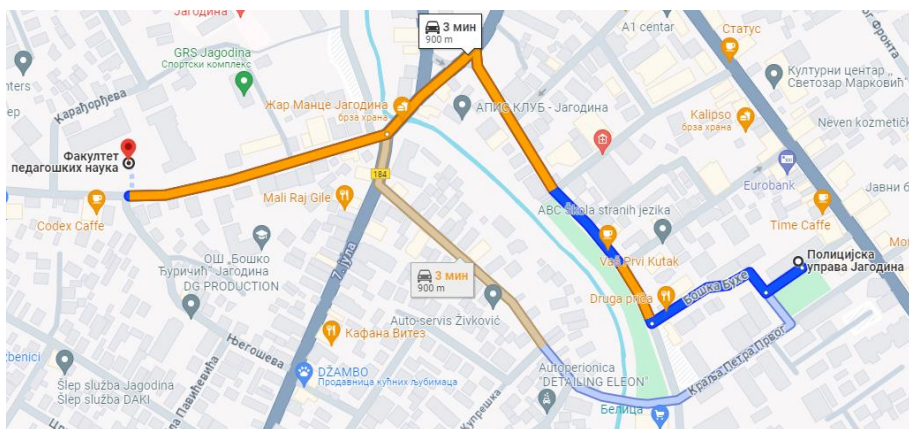 Јагодина
3 мин
900 m
A1 centar
Статус
GRS Jagodina
Спортски комплекс
Културни центар „
Светозар Марковић"
Карађорђева
Жар Манце Јагодина
брза храна
АПИС КЛУБ - Јагодина
Kalipso
брза храна
Neven kozmetič
Факултет
педагошких наука
184
Eurobank
Mali Raj Gile
Јавни б
Codex Caffe
ABC škola stranih jezika
Time Caffe
7. јула
ОШ „Бошко
Ђуричић" Јагодина
DG PRODUCTION
Vaš Prvi Kutak
Полицијска
управа Јагодина
3 мин
900 m
Druga priča
Бошка Бухе
Auto-servis Živković
Кафана Витез
Његошева
Краља Петра Првог
DŽAMBO
Продавница кућних љубимаца
Šlep služba Jagodina
Šlep služba DAKI
Autoperionica
"DETAILING ELEON"
Белица